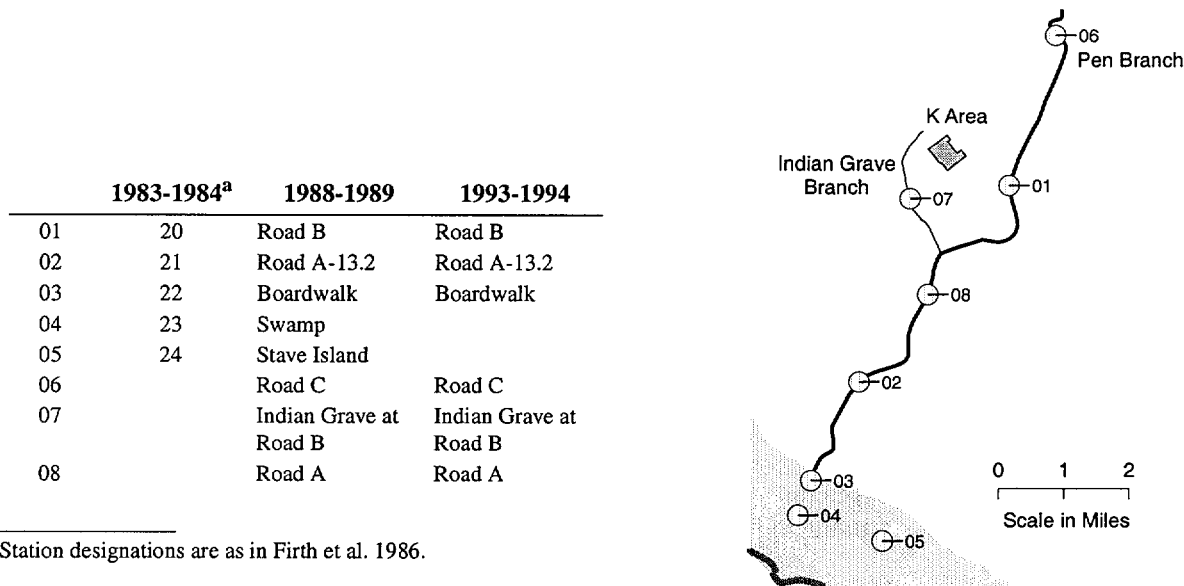 1983-1984a 1988-1989 1993-1994
01 20 Road B Road B
02 21 Road A-13.2 Road A-13.2
03 22 Boardwalk Boardwalk
04 23 Swamp
05 24 Stave Island
06 Road C Road C
07 Indian Grave at Indian Grave at
Road B Road B
08 Road A Road A
Station designations are as in Firth et al. 1986.
06
Pen Branch
K Area
Indian Grave
Branch
07
01
08
02
03
04
05
0 1 2
Scale in Miles